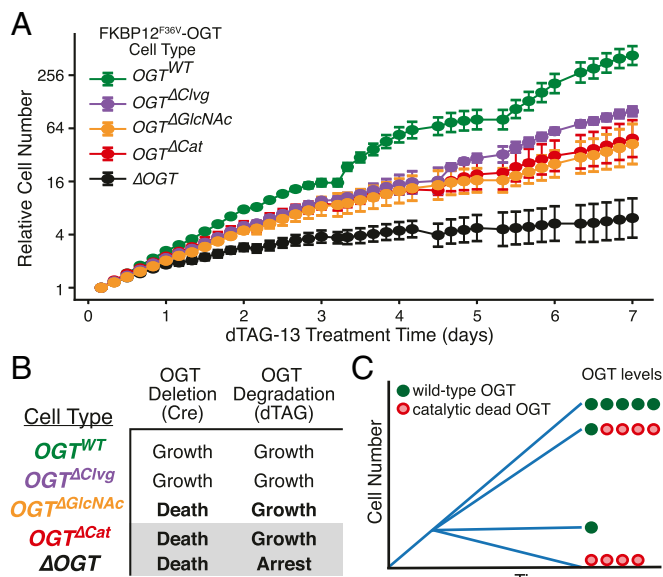 A
FKBP12F36V-OGT
Cell Type
OGTWT
OGTΔClvg
OGTΔGlcNAc
OGTΔCat
ΔOGT
Relative Cell Number
256
64
16
4
1
0 1 2 3 4 5 6 7
dTAG-13 Treatment Time (days)
B
OGT Deletion (Cre)
OGT Degradation (dTAG)
Cell Type
OGTWT Growth Growth
OGTΔClvg Growth Growth
OGTΔGlcNAc Death Growth
OGTΔCat Death Growth
ΔOGT Death Arrest
C
OGT levels
wild-type OGT
catalytic dead OGT
Cell Number